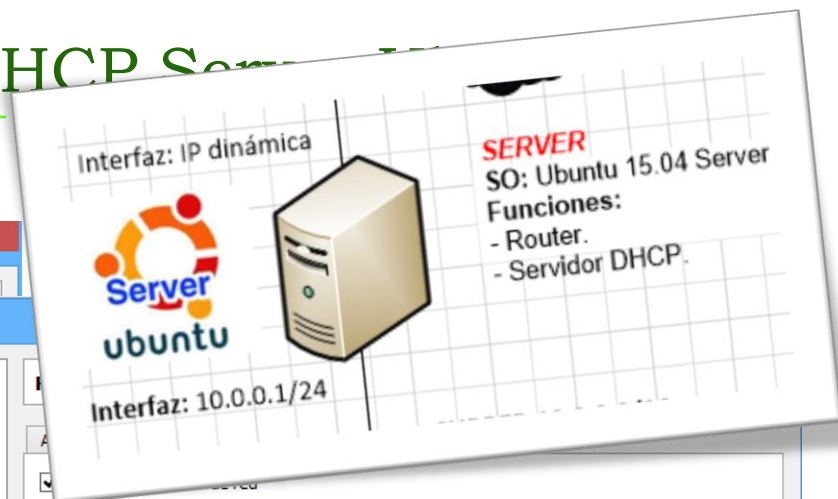 HCP
Interfaz: IP dinámica
SERVER
SO: Ubuntu 15.04 Server
Funciones:
- Router.
- Servidor DHCP.
Server
ubuntu
Interfaz: 10.0.0.1/24